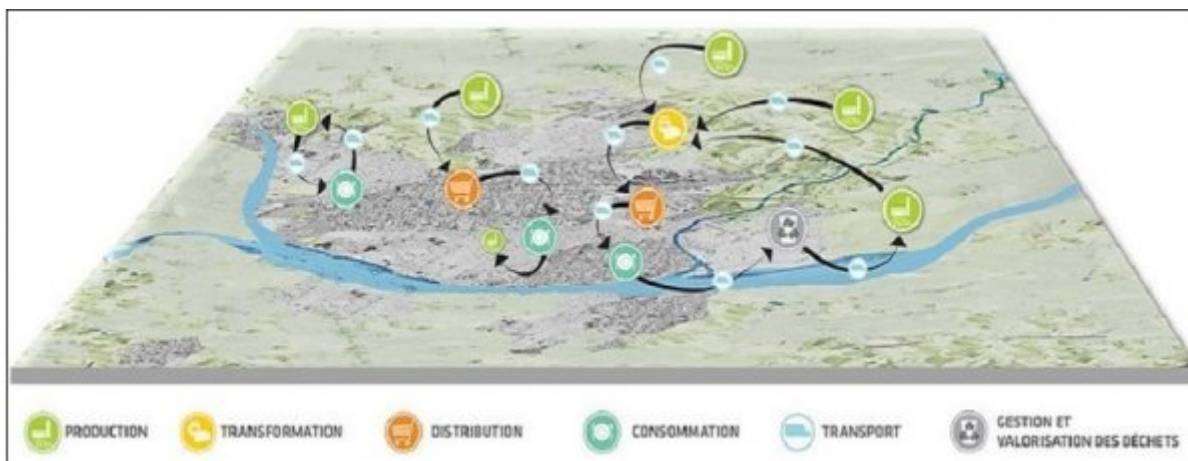 PRODUCTION
TRANSFORMATION
DISTRIBUTION
CONSOMMATION
TRANSPORT
GESTION ET
VALORISATION DES DÉCHETS